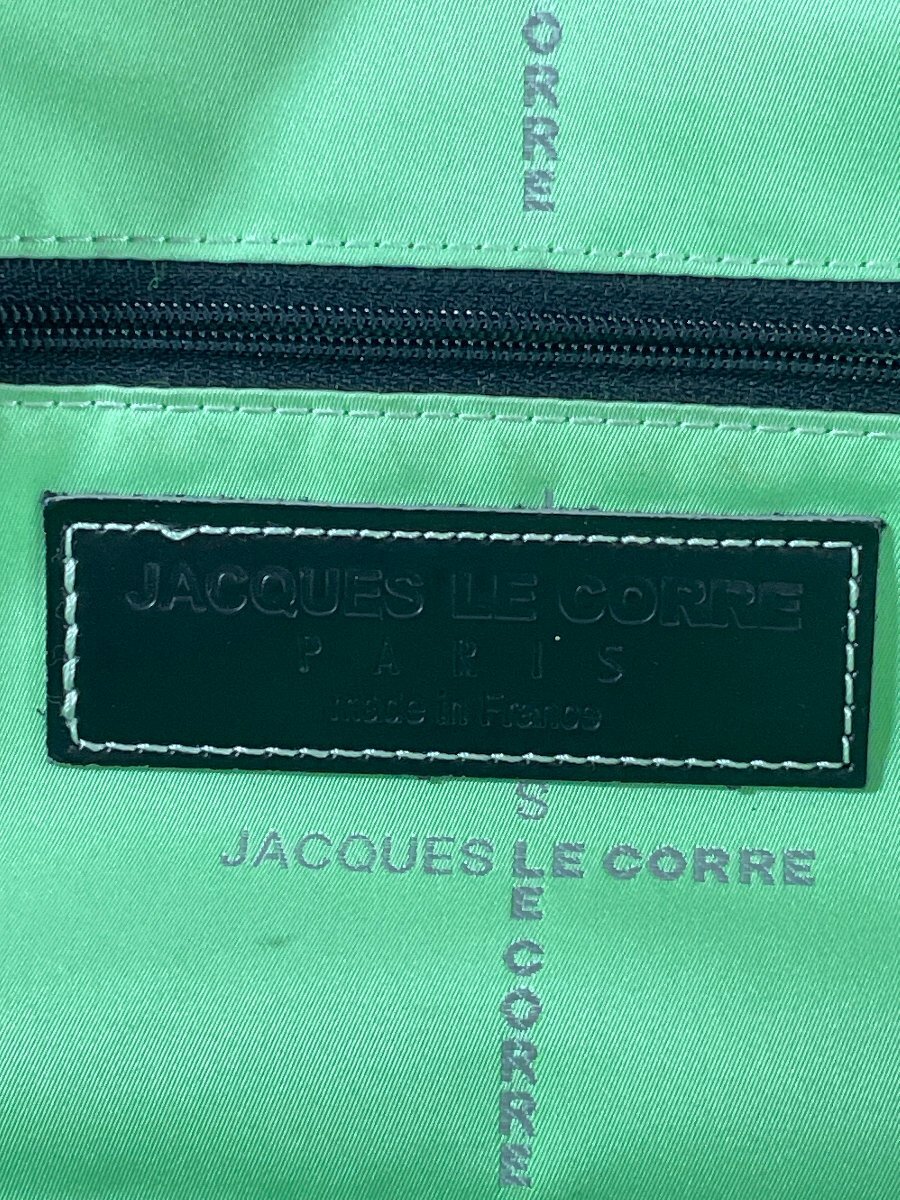 ORRE
JACQUES LE CORRE
PARIS
made in France
JACQUES LE CORRE
S LE CORRE